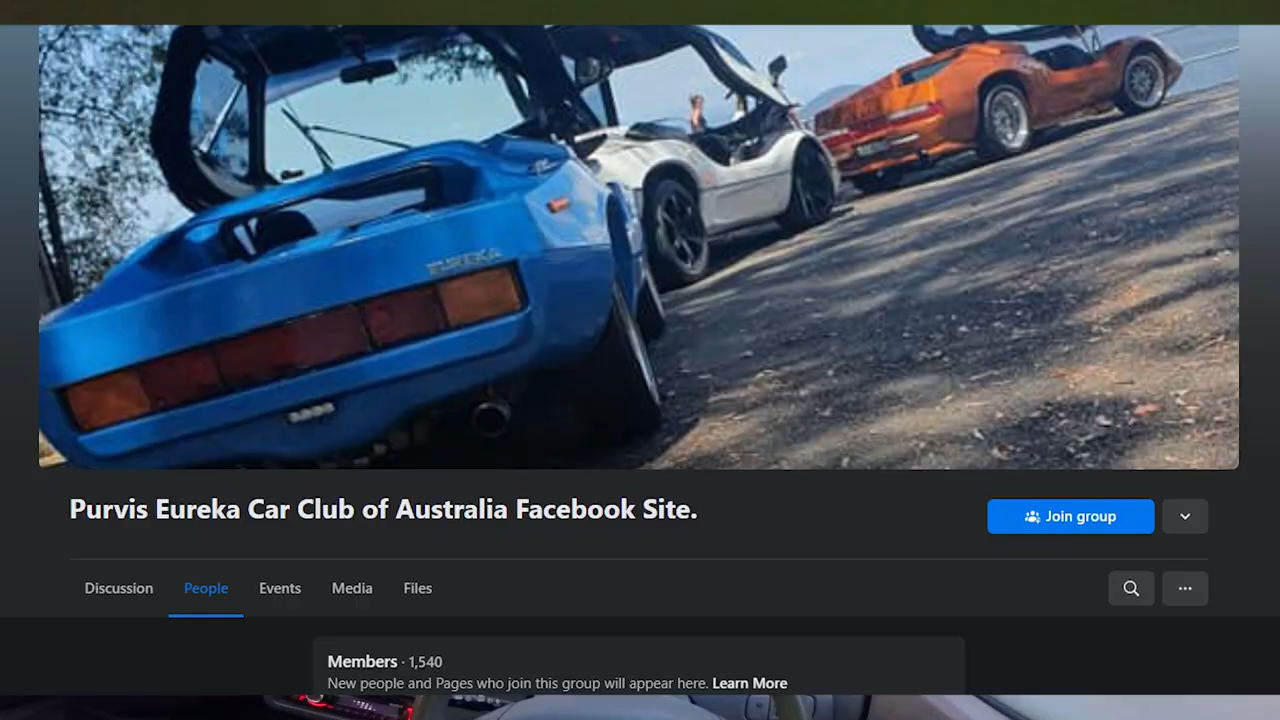 EUREKA
Purvis Eureka Car Club of Australia Facebook Site.
Join group
Discussion People Events Media Files
Members · 1,540
New people and Pages who join this group will appear here. Learn More